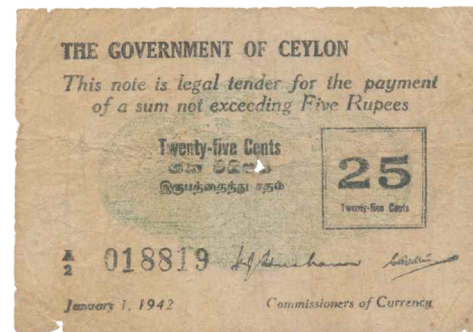 THE GOVERNMENT OF CEYLON
This note is legal tender for the payment
of a sum not exceeding Five Rupees
Twenty-five Cents
இருபத்தைந்து சதம்
25
Twenty-five Cents
A/2 018819
January 1, 1942
Commissioners of Currency